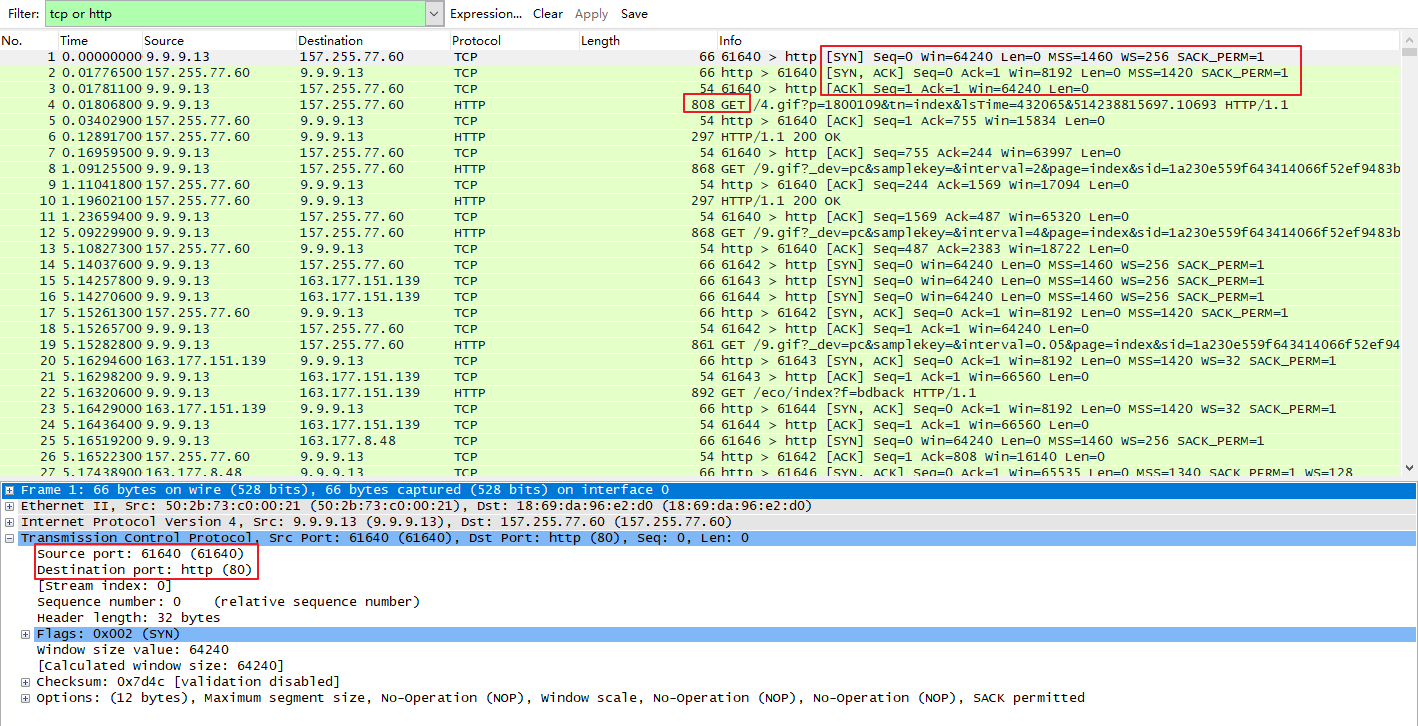 Filter: tcp or http Expression... Clear Apply Save
No. Time Source Destination Protocol Length Info
1 0.00000000 9.9.9.13 157.255.77.60 TCP 66 61640 > http [SYN] Seq=0 Win=64240 Len=0 MSS=1460 WS=256 SACK_PERM=1
2 0.01776500 157.255.77.60 9.9.9.13 TCP 66 http > 61640 [SYN, ACK] Seq=0 Ack=1 Win=8192 Len=0 MSS=1420 SACK_PERM=1
3 0.01781100 9.9.9.13 157.255.77.60 TCP 54 61640 > http [ACK] Seq=1 Ack=1 Win=64240 Len=0
4 0.01806800 9.9.9.13 157.255.77.60 HTTP 808 GET /4.gif?p=1800109&tn=index&lsTime=432065&514238815697.10693 HTTP/1.1
5 0.03402900 157.255.77.60 9.9.9.13 TCP 54 http > 61640 [ACK] Seq=1 Ack=755 Win=15834 Len=0
6 0.12891700 157.255.77.60 9.9.9.13 HTTP 297 HTTP/1.1 200 OK
7 0.16959500 9.9.9.13 157.255.77.60 TCP 54 61640 > http [ACK] Seq=755 Ack=244 Win=63997 Len=0
8 1.09125500 9.9.9.13 157.255.77.60 HTTP 868 GET /9.gif?_dev=pc&samplekey=&interval=2&page=index&sid=1a230e559f643414066f52ef9483b
9 1.11041800 157.255.77.60 9.9.9.13 TCP 54 http > 61640 [ACK] Seq=244 Ack=1569 Win=17094 Len=0
10 1.19602100 157.255.77.60 9.9.9.13 HTTP 297 HTTP/1.1 200 OK
11 1.23659400 9.9.9.13 157.255.77.60 TCP 54 61640 > http [ACK] Seq=1569 Ack=487 Win=65320 Len=0
12 5.09229900 9.9.9.13 157.255.77.60 HTTP 868 GET /9.gif?_dev=pc&samplekey=&interval=4&page=index&sid=1a230e559f643414066f52ef9483b
13 5.10827300 157.255.77.60 9.9.9.13 TCP 54 http > 61640 [ACK] Seq=487 Ack=2383 Win=18722 Len=0
14 5.14037600 9.9.9.13 157.255.77.60 TCP 66 61642 > http [SYN] Seq=0 Win=64240 Len=0 MSS=1460 WS=256 SACK_PERM=1
15 5.14257800 9.9.9.13 163.177.151.139 TCP 66 61643 > http [SYN] Seq=0 Win=64240 Len=0 MSS=1460 WS=256 SACK_PERM=1
16 5.14270600 9.9.9.13 163.177.151.139 TCP 66 61644 > http [SYN] Seq=0 Win=64240 Len=0 MSS=1460 WS=256 SACK_PERM=1
17 5.15261300 157.255.77.60 9.9.9.13 TCP 66 http > 61642 [SYN, ACK] Seq=0 Ack=1 Win=8192 Len=0 MSS=1420 SACK_PERM=1
18 5.15265700 9.9.9.13 157.255.77.60 TCP 54 61642 > http [ACK] Seq=1 Ack=1 Win=64240 Len=0
19 5.15282800 9.9.9.13 157.255.77.60 HTTP 861 GET /9.gif?_dev=pc&samplekey=&interval=0.05&page=index&sid=1a230e559f643414066f52ef94
20 5.16294600 163.177.151.139 9.9.9.13 TCP 66 http > 61643 [SYN, ACK] Seq=0 Ack=1 Win=8192 Len=0 MSS=1420 WS=32 SACK_PERM=1
21 5.16298200 9.9.9.13 163.177.151.139 TCP 54 61643 > http [ACK] Seq=1 Ack=1 Win=66560 Len=0
22 5.16320600 9.9.9.13 163.177.151.139 HTTP 892 GET /eco/index?f=bdback HTTP/1.1
23 5.16429000 163.177.151.139 9.9.9.13 TCP 66 http > 61644 [SYN, ACK] Seq=0 Ack=1 Win=8192 Len=0 MSS=1420 WS=32 SACK_PERM=1
24 5.16436400 9.9.9.13 163.177.151.139 TCP 54 61644 > http [ACK] Seq=1 Ack=1 Win=66560 Len=0
25 5.16519200 9.9.9.13 163.177.8.48 TCP 66 61646 > http [SYN] Seq=0 Win=64240 Len=0 MSS=1460 WS=256 SACK_PERM=1
26 5.16522300 157.255.77.60 9.9.9.13 TCP 54 http > 61642 [ACK] Seq=1 Ack=808 Win=16140 Len=0
27 5.17438900 163.177.8.48 9.9.9.13 TCP 66 http > 61646 [SYN, ACK] Seq=0 Ack=1 Win=65535 Len=0 MSS=1340 SACK_PERM=1 WS=128
Frame 1: 66 bytes on wire (528 bits), 66 bytes captured (528 bits) on interface 0
Ethernet II, Src: 50:2b:73:c0:00:21 (50:2b:73:c0:00:21), Dst: 18:69:da:96:e2:d0 (18:69:da:96:e2:d0)
Internet Protocol Version 4, Src: 9.9.9.13 (9.9.9.13), Dst: 157.255.77.60 (157.255.77.60)
Transmission Control Protocol, Src Port: 61640 (61640), Dst Port: http (80), Seq: 0, Len: 0
Source port: 61640 (61640)
Destination port: http (80)
[Stream index: 0]
Sequence number: 0 (relative sequence number)
Header length: 32 bytes
Flags: 0x002 (SYN)
Window size value: 64240
[Calculated window size: 64240]
Checksum: 0x7d4c [validation disabled]
Options: (12 bytes), Maximum segment size, No-Operation (NOP), Window scale, No-Operation (NOP), No-Operation (NOP), SACK permitted